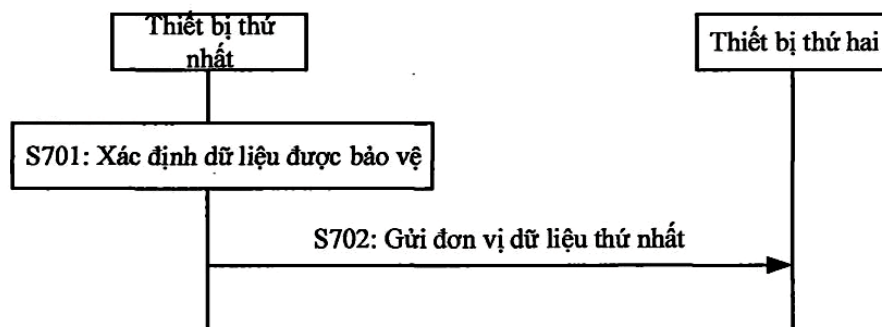 Thiết bị thứ
nhất
Thiết bị thứ hai
S701: Xác định dữ liệu được bảo vệ
S702: Gửi đơn vị dữ liệu thứ nhất